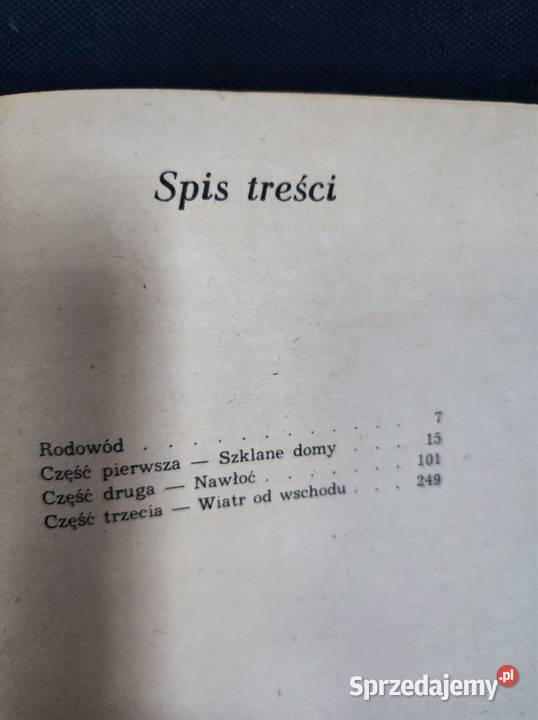 Spis treści
Rodowód . . . . . . . . . . . 7
Część pierwsza — Szklane domy . . . 15
Część druga — Nawłoć . . . . . . 101
Część trzecia — Wiatr od wschodu . . . 249
Sprzedajemy.pl